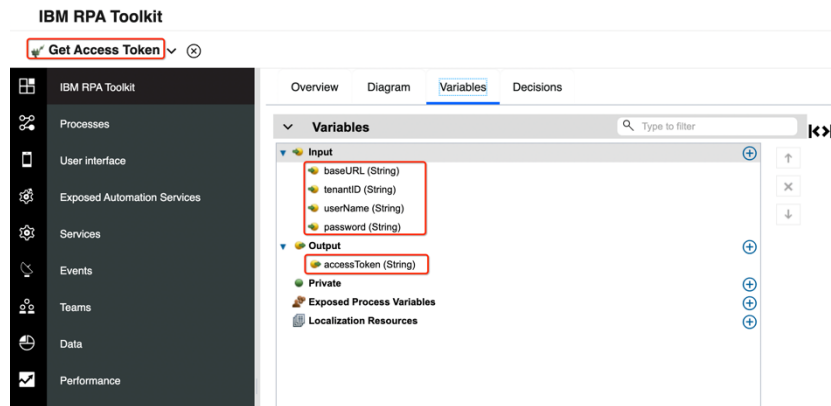 IBM RPA Toolkit
Get Access Token
IBM RPA Toolkit
Processes
User interface
Exposed Automation Services
Services
Events
Teams
Data
Performance
Overview Diagram Variables Decisions
Variables
Type to filter
Input
baseURL (String)
tenantID (String)
userName (String)
password (String)
Output
accessToken (String)
Private
Exposed Process Variables
Localization Resources